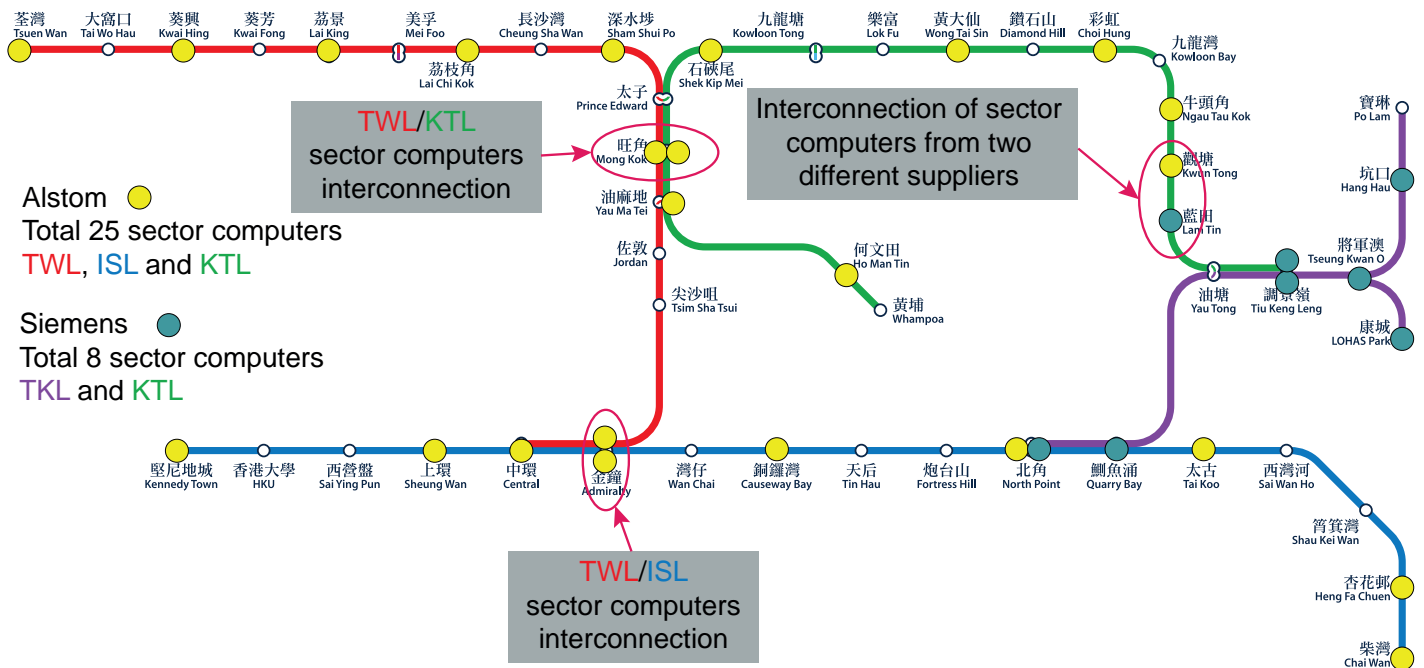 荃灣
Tsuen Wan
大窩口
Tai Wo Hau
葵興
Kwai Hing
葵芳
Kwai Fong
荔景
Lai King
美孚
Mei Foo
荔枝角
Lai Chi Kok
長沙灣
Cheung Sha Wan
深水埗
Sham Shui Po
石硤尾
Shek Kip Mei
九龍塘
Kowloon Tong
樂富
Lok Fu
黃大仙
Wong Tai Sin
鑽石山
Diamond Hill
彩虹
Choi Hung
九龍灣
Kowloon Bay
牛頭角
Ngau Tau Kok
觀塘
Kwun Tong
藍田
Lam Tin
寶琳
Po Lam
坑口
Hang Hau
將軍澳
Tseung Kwan O
康城
LOHAS Park
調景嶺
Tiu Keng Leng
油塘
Yau Tong
太子
Prince Edward
旺角
Mong Kok
油麻地
Yau Ma Tei
佐敦
Jordan
尖沙咀
Tsim Sha Tsui
何文田
Ho Man Tin
黃埔
Whampoa
TWL/KTL
sector computers
interconnection
Interconnection of sector
computers from two
different suppliers
Alstom
Total 25 sector computers
TWL, ISL and KTL
Siemens
Total 8 sector computers
TKL and KTL
堅尼地城
Kennedy Town
香港大學
HKU
西營盤
Sai Ying Pun
上環
Sheung Wan
中環
Central
金鐘
Admiralty
灣仔
Wan Chai
銅鑼灣
Causeway Bay
天后
Tin Hau
炮台山
Fortress Hill
北角
North Point
鰂魚涌
Quarry Bay
太古
Tai Koo
西灣河
Sai Wan Ho
筲箕灣
Shau Kei Wan
杏花邨
Heng Fa Chuen
柴灣
Chai Wan
TWL/ISL
sector computers
interconnection